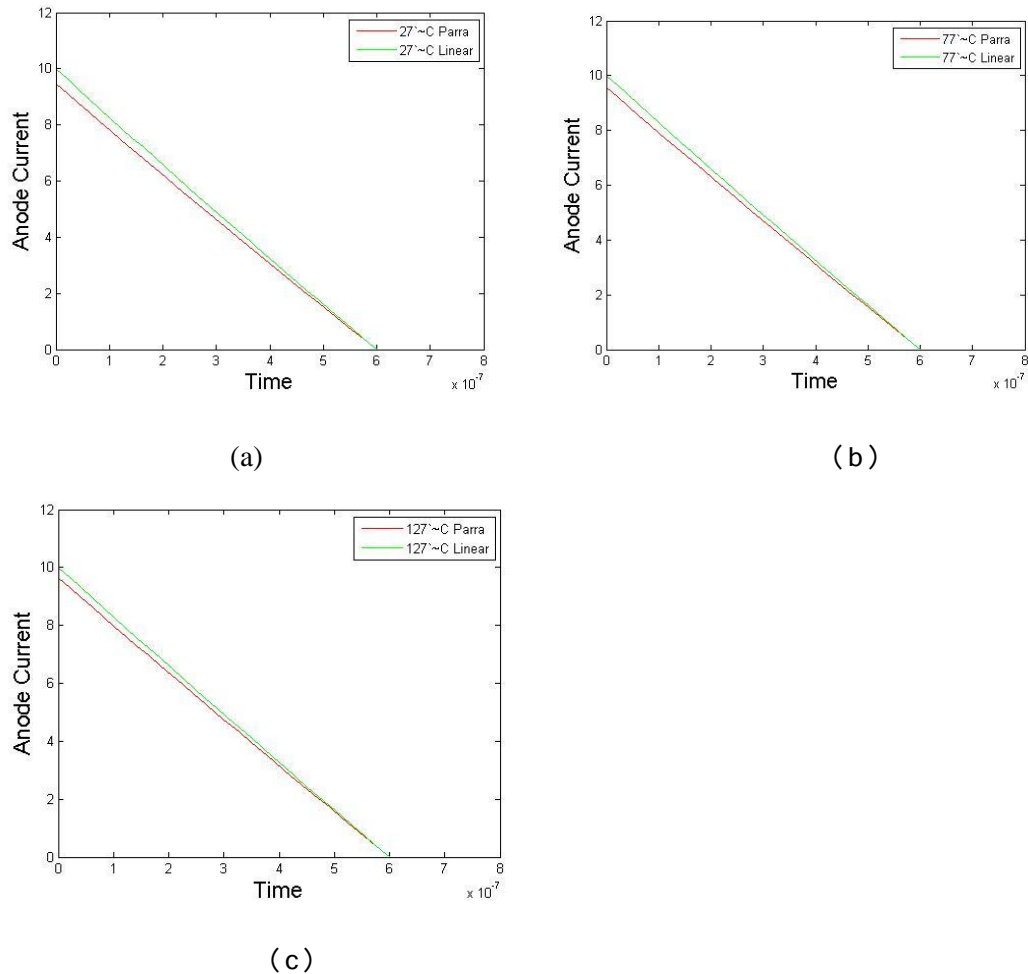 12
10
8
6
4
2
0
Anode Current
27`~C Parra
27`~C Linear
0 1 2 3 4 5 6 7 8
Time
x 10-7
(a)
12
10
8
6
4
2
0
Anode Current
77`~C Parra
77`~C Linear
0 1 2 3 4 5 6 7 8
Time
x 10-7
（b）
12
10
8
6
4
2
0
Anode Current
127`~C Parra
127`~C Linear
0 1 2 3 4 5 6 7 8
Time
x 10-7
（c）